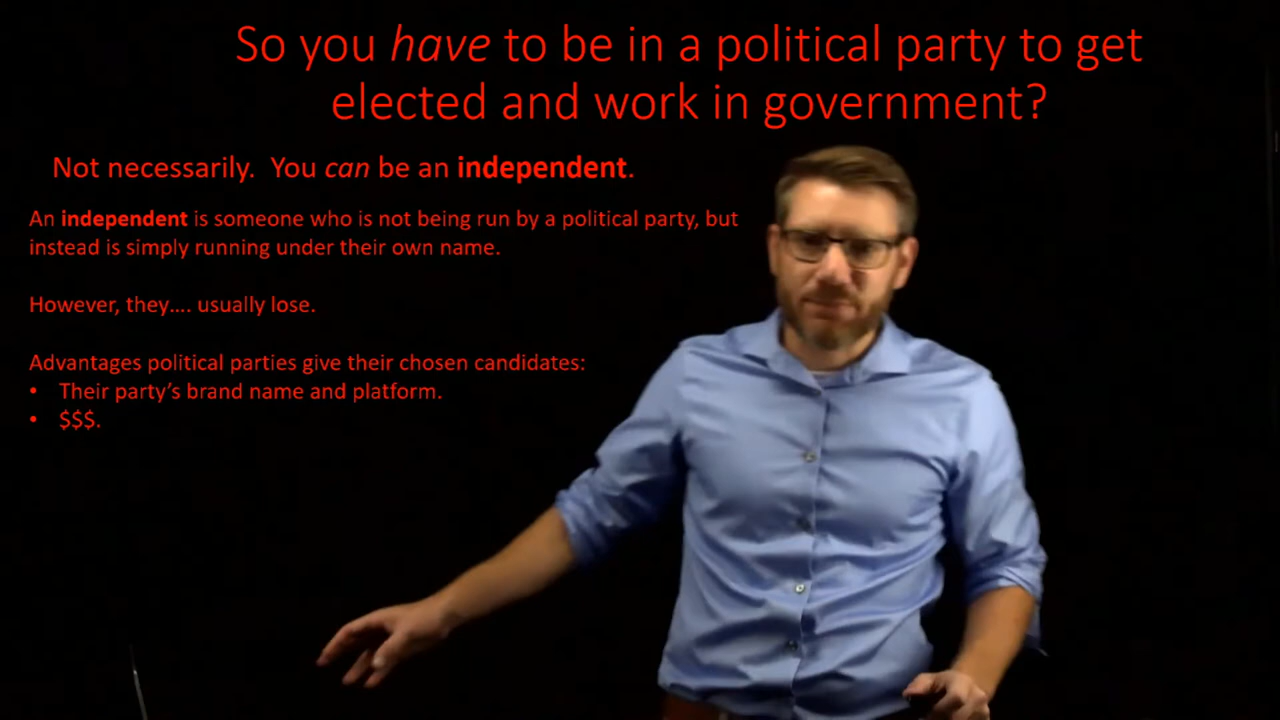 So you have to be in a political party to get
elected and work in government?
Not necessarily.  You can be an independent.
An independent is someone who is not being run by a political party, but
instead is simply running under their own name.
However, they…. usually lose.
Advantages political parties give their chosen candidates:
• Their party’s brand name and platform.
• $$$.